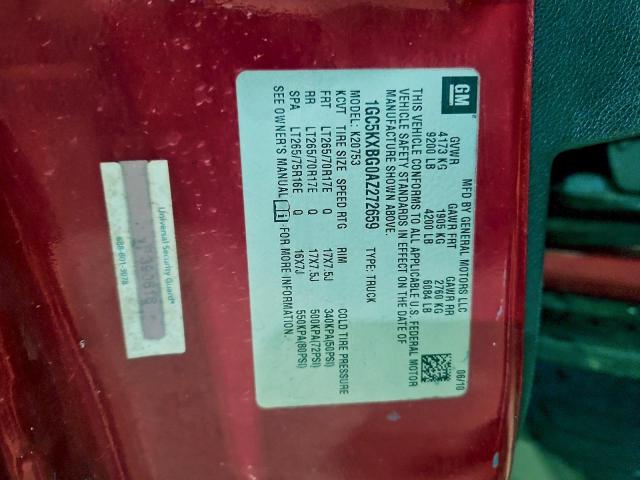 GM
MFD BY GENERAL MOTORS LLC 06/10
GVWR GAWR FRT GAWR RR
4173 KG 1905 KG 2760 KG
9200 LB 4200 LB 6084 LB
THIS VEHICLE CONFORMS TO ALL APPLICABLE U.S. FEDERAL MOTOR
VEHICLE SAFETY STANDARDS IN EFFECT ON THE DATE OF
MANUFACTURE SHOWN ABOVE.
1GC5KXBG0AZ272659 TYPE: TRUCK
MODEL: K20753
KCVT TIRE SIZE SPEED RTG RIM COLD TIRE PRESSURE
FRT LT265/70R17E Q 17X7.5J 340KPA(50PSI)
RR LT265/70R17E Q 17X7.5J 500KPA(72PSI)
SPA LT265/75R16E Q 16X7J 550KPA(80PSI)
SEE OWNER'S MANUAL i FOR MORE INFORMATION.
Universal Security Guard